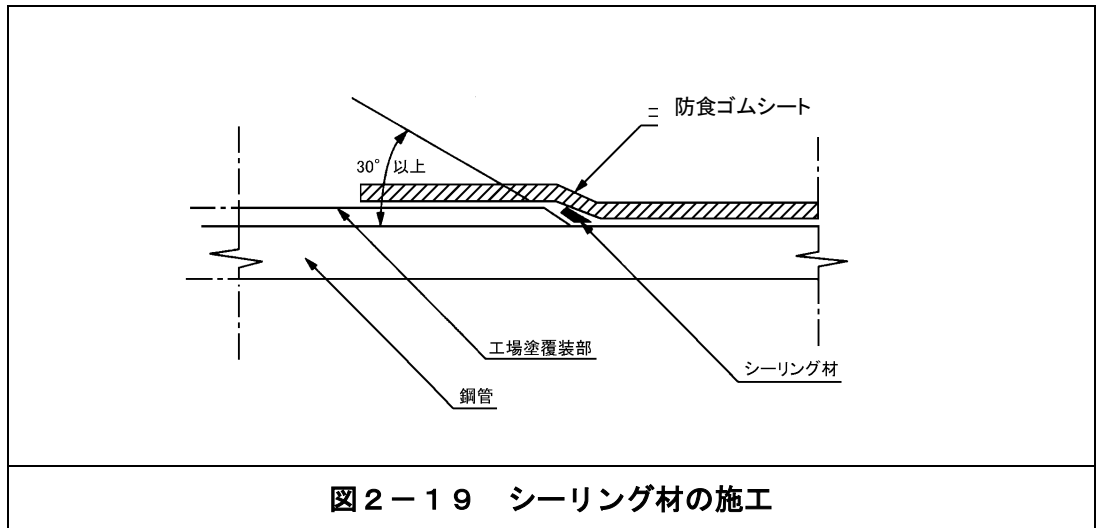 防食ゴムシート
30° 以上
工場塗覆装部
シーリング材
鋼管
図２－１９ シーリング材の施工